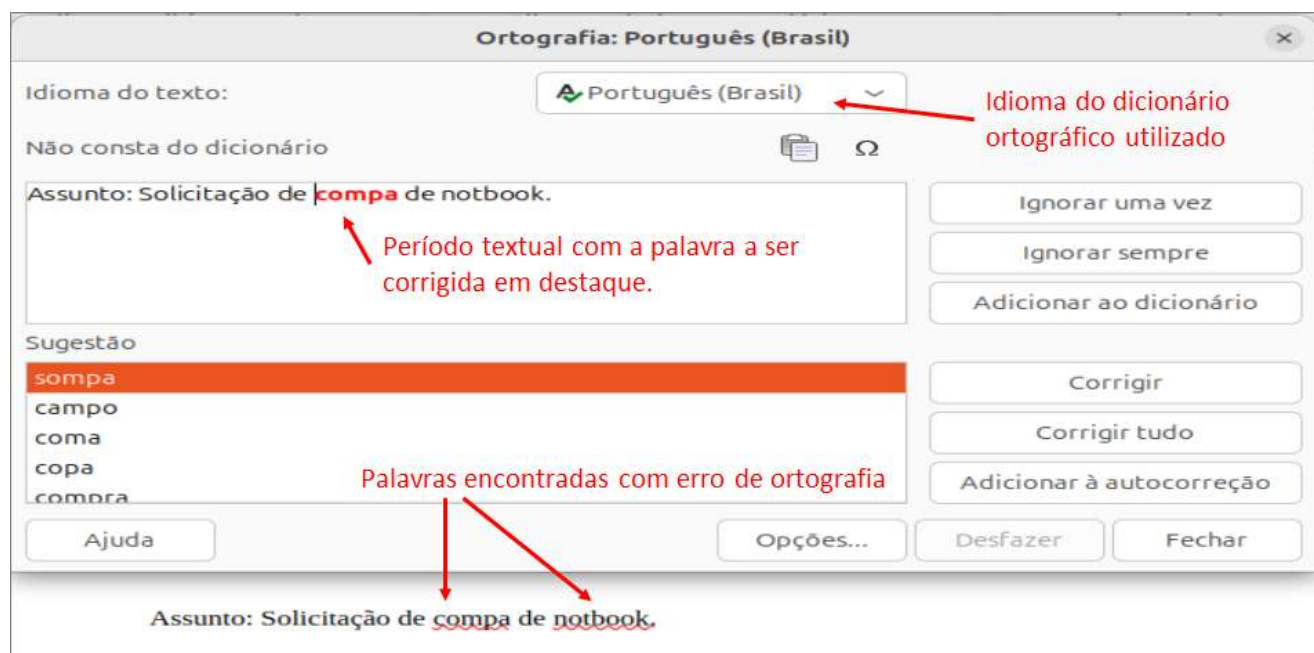 Ortografia: Português (Brasil)
Idioma do texto:
Português (Brasil)
Idioma do dicionário
ortográfico utilizado
Não consta do dicionário
Ω
Assunto: Solicitação de compa de notbook.
Período textual com a palavra a ser
corrigida em destaque.
Ignorar uma vez
Ignorar sempre
Adicionar ao dicionário
Sugestão
sompa
campo
coma
copa
compra
Palavras encontradas com erro de ortografia
Corrigir
Corrigir tudo
Adicionar à autocorreção
Ajuda
Opções...
Desfazer
Fechar
Assunto: Solicitação de compa de notbook.